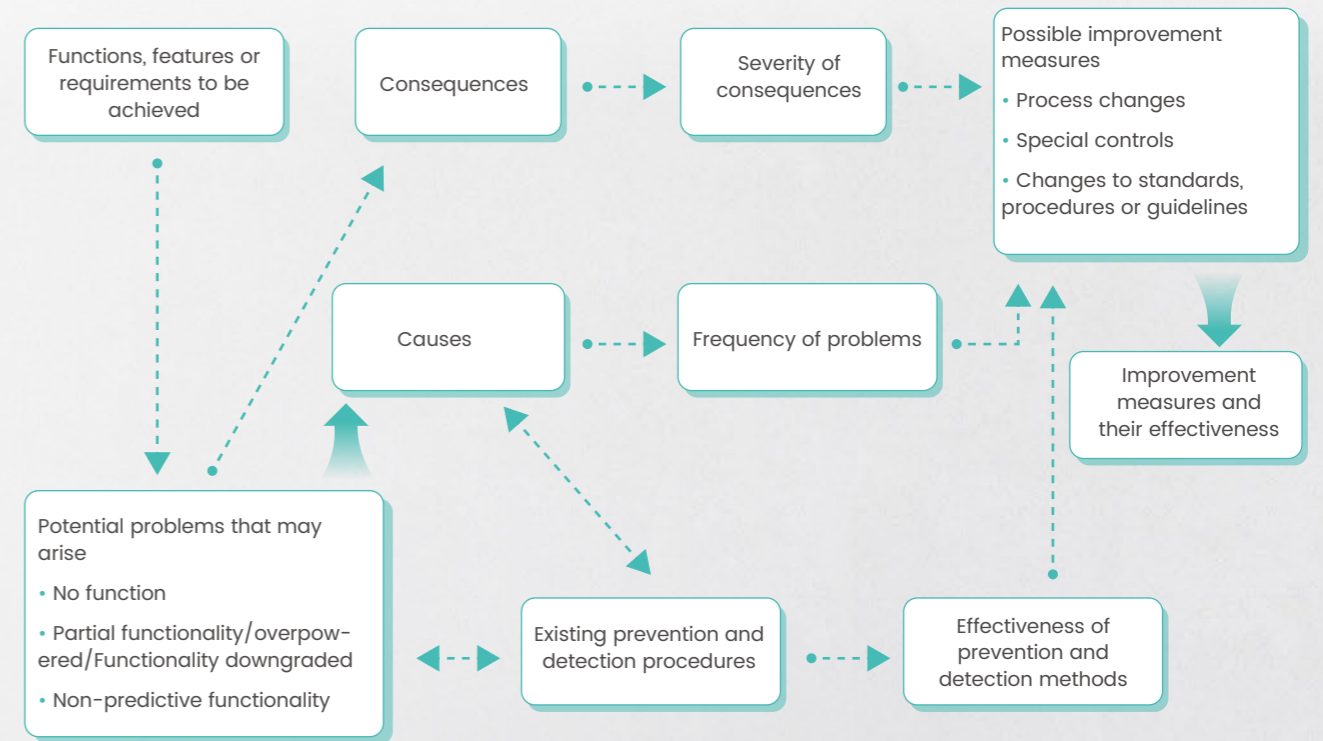 Functions, features or
requirements to be
achieved
Consequences
Severity of
consequences
Possible improvement
measures
• Process changes
• Special controls
• Changes to standards,
procedures or guidelines
Causes
Frequency of problems
Improvement
measures and
their effectiveness
Potential problems that may
arise
• No function
• Partial functionality/overpow-
ered/Functionality downgraded
• Non-predictive functionality
Existing prevention and
detection procedures
Effectiveness of
prevention and
detection methods